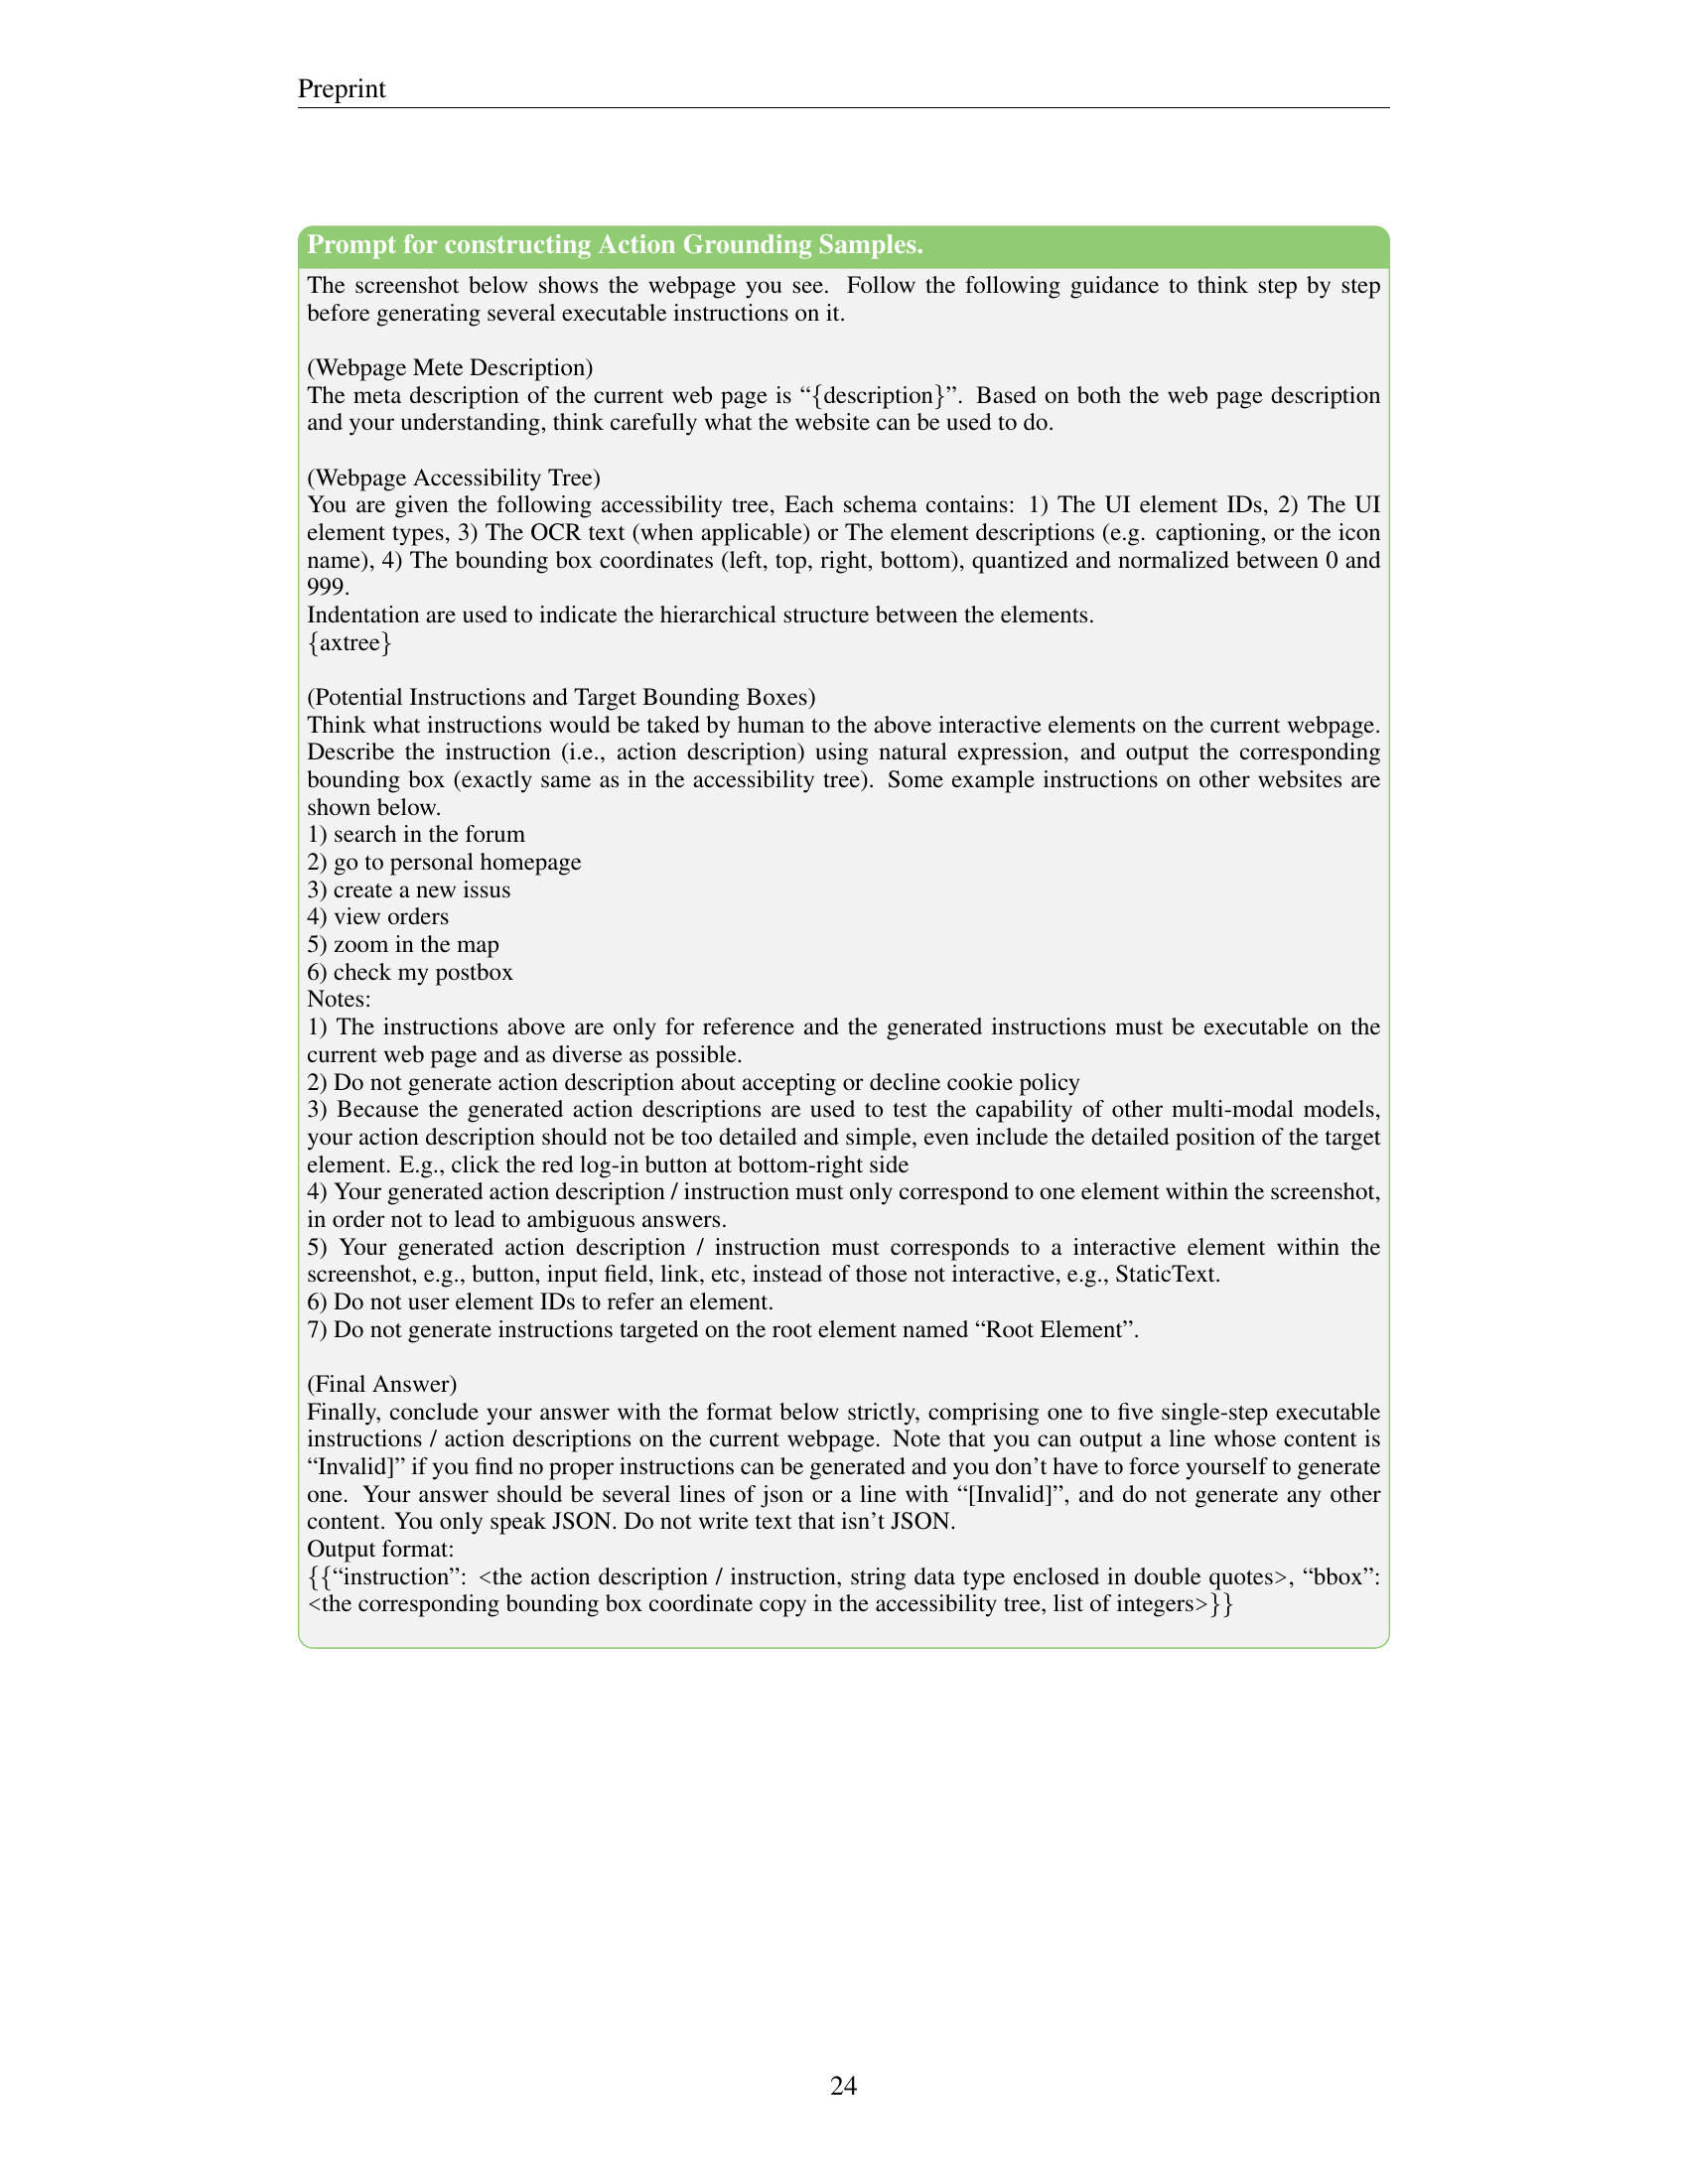 Preprint
Prompt for constructing Action Grounding Samples.
The screenshot below shows the webpage you see. Follow the following guidance to think step by step
before generating several executable instructions on it.
(Webpage Mete Description)
The meta description of the current web page is “{description}”. Based on both the web page description
and your understanding, think carefully what the website can be used to do.
(Webpage Accessibility Tree)
You are given the following accessibility tree, Each schema contains: 1) The UI element IDs, 2) The UI
element types, 3) The OCR text (when applicable) or The element descriptions (e.g. captioning, or the icon
name), 4) The bounding box coordinates (left, top, right, bottom), quantized and normalized between 0 and
999.
Indentation are used to indicate the hierarchical structure between the elements.
{axtree}
(Potential Instructions and Target Bounding Boxes)
Think what instructions would be taked by human to the above interactive elements on the current webpage.
Describe the instruction (i.e., action description) using natural expression, and output the corresponding
bounding box (exactly same as in the accessibility tree). Some example instructions on other websites are
shown below.
1) search in the forum
2) go to personal homepage
3) create a new issus
4) view orders
5) zoom in the map
6) check my postbox
Notes:
1) The instructions above are only for reference and the generated instructions must be executable on the
current web page and as diverse as possible.
2) Do not generate action description about accepting or decline cookie policy
3) Because the generated action descriptions are used to test the capability of other multi-modal models,
your action description should not be too detailed and simple, even include the detailed position of the target
element. E.g., click the red log-in button at bottom-right side
4) Your generated action description / instruction must only correspond to one element within the screenshot,
in order not to lead to ambiguous answers.
5) Your generated action description / instruction must corresponds to a interactive element within the
screenshot, e.g., button, input field, link, etc, instead of those not interactive, e.g., StaticText.
6) Do not user element IDs to refer an element.
7) Do not generate instructions targeted on the root element named “Root Element”.
(Final Answer)
Finally, conclude your answer with the format below strictly, comprising one to five single-step executable
instructions / action descriptions on the current webpage. Note that you can output a line whose content is
“Invalid]” if you find no proper instructions can be generated and you don’t have to force yourself to generate
one. Your answer should be several lines of json or a line with “[Invalid]”, and do not generate any other
content. You only speak JSON. Do not write text that isn’t JSON.
Output format:
{{“instruction”: <the action description / instruction, string data type enclosed in double quotes>, “bbox”:
<the corresponding bounding box coordinate copy in the accessibility tree, list of integers>}}
24